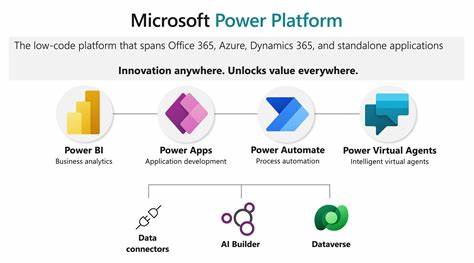 Microsoft Power Platform
The low-code platform that spans Office 365, Azure, Dynamics 365, and standalone applications
Innovation anywhere. Unlocks value everywhere.
Power BI
Business analytics
Power Apps
Application development
Power Automate
Process automation
Power Virtual Agents
Intelligent virtual agents
Data
connectors
AI Builder
Dataverse